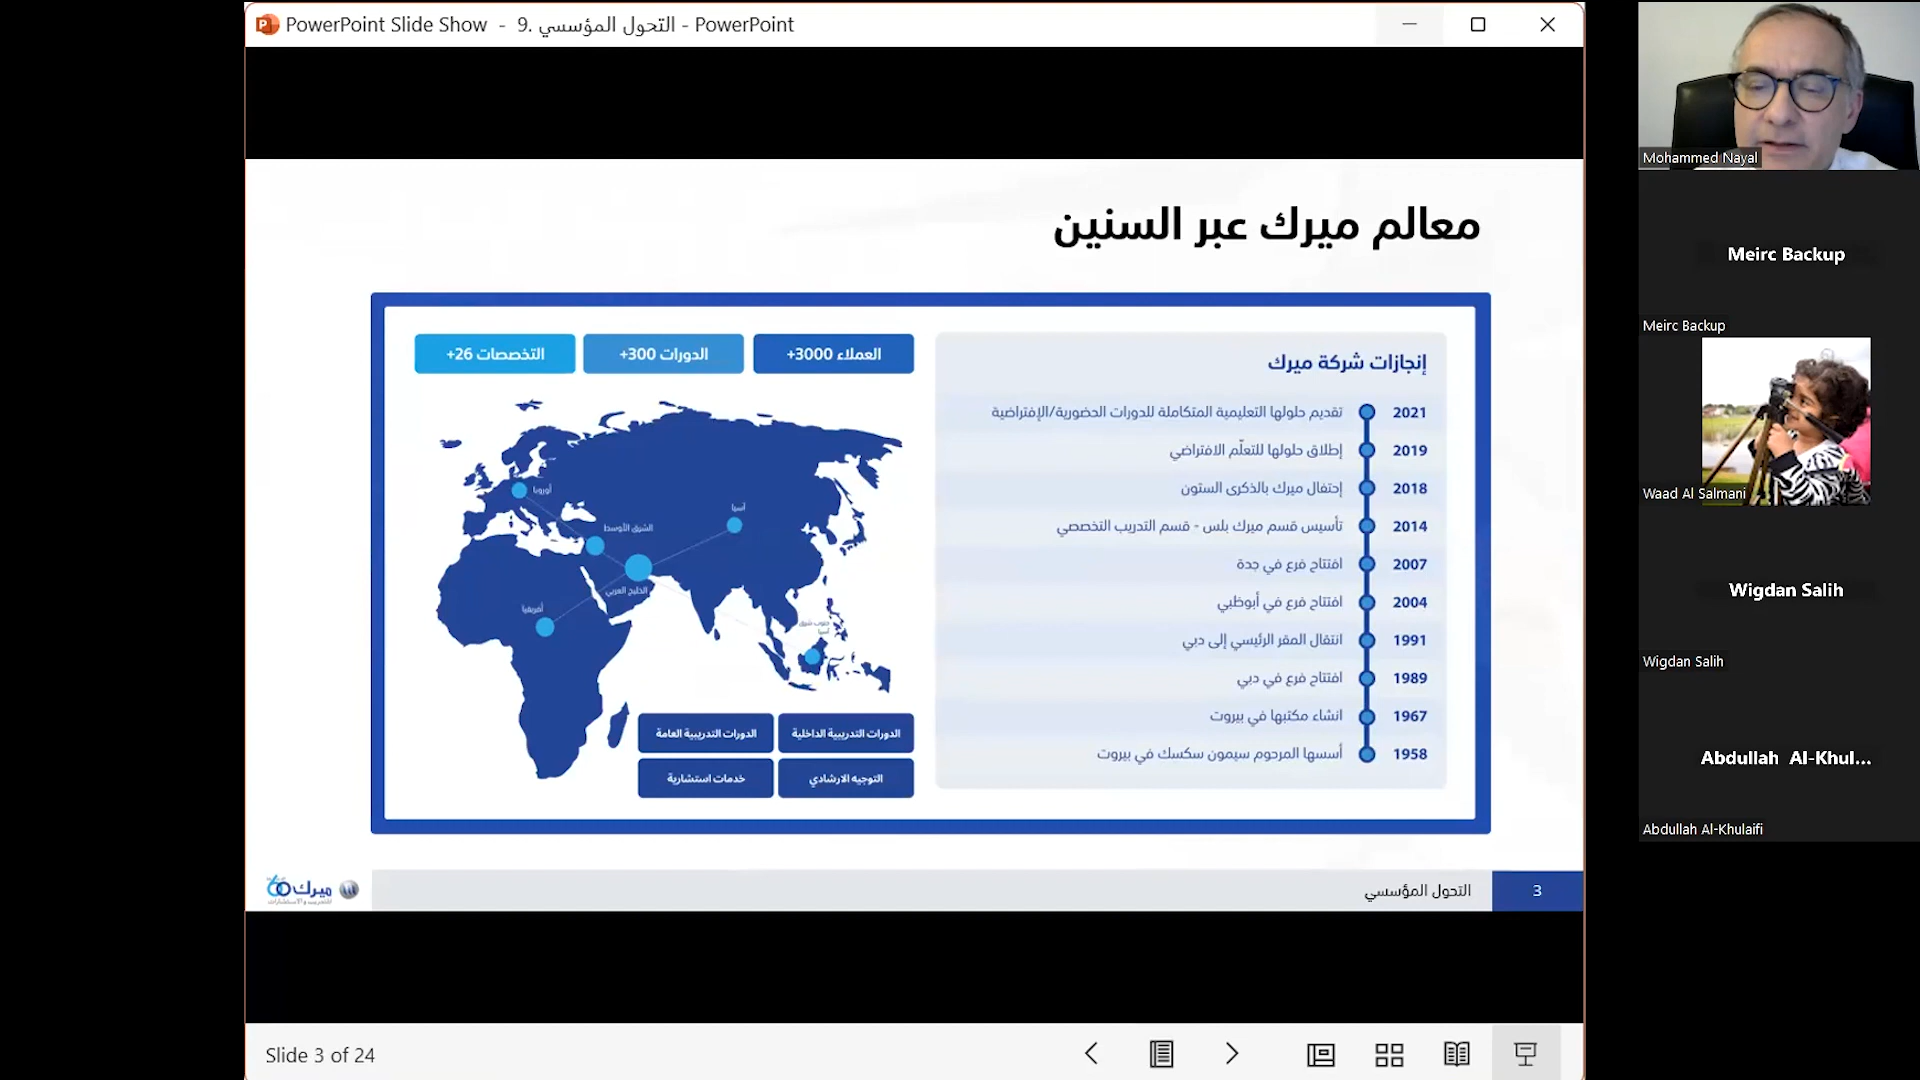 PowerPoint Slide Show - 9. التحول المؤسسي - PowerPoint
معالم ميرك عبر السنين
العملاء 3000+
الدورات 300+
التخصصات 26+
إنجازات شركة ميرك
2021 تقديم حلولها التعليمية المتكاملة للدورات الحضورية/الإفتراضية
2019 إطلاق حلولها للتعلّم الافتراضي
2018 إحتفال ميرك بالذكرى الستون
2014 تأسيس قسم ميرك بلس - قسم التدريب التخصصي
2007 افتتاح فرع في جدة
2004 افتتاح فرع في أبوظبي
1991 انتقال المقر الرئيسي إلى دبي
1989 افتتاح فرع في دبي
1967 انشاء مكتبها في بيروت
1958 أسسها المرحوم سيمون سكسك في بيروت
أوروبا
آسيا
الشرق الأوسط
الخليج العربي
أفريقيا
جنوب شرق
آسيا
الدورات التدريبية الداخلية
الدورات التدريبية العامة
التوجيه الارشادي
خدمات استشارية
3
التحول المؤسسي
ميرك 60
للتدريب والاستشارات
Slide 3 of 24
Mohammed Nayal
Meirc Backup
Meirc Backup
Waad Al Salmani
Wigdan Salih
Wigdan Salih
Abdullah Al-Khul...
Abdullah Al-Khulaifi